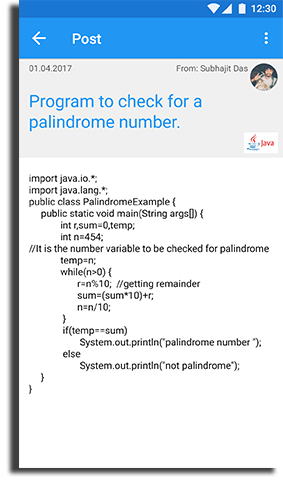 12:30
Post
01.04.2017
From: Subhajit Das
Program to check for a
palindrome number.
Java
import java.io.*;
import java.lang.*;
public class PalindromeExample {
public static void main(String args[]) {
int r,sum=0,temp;
int n=454;
//It is the number variable to be checked for palindrome
temp=n;
while(n>0) {
r=n%10;  //getting remainder
sum=(sum*10)+r;
n=n/10;
}
if(temp==sum)
System.out.println("palindrome number ");
else
System.out.println("not palindrome");
}
}